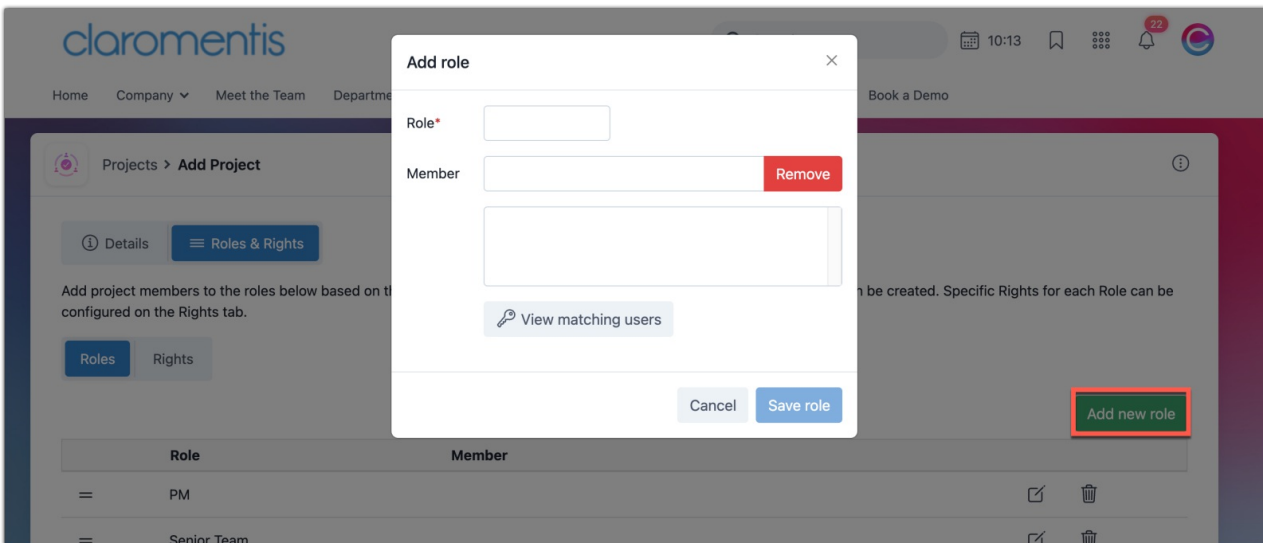 claromentis
10:13
22
Home Company Meet the Team Departme Book a Demo
Add role
Role*
Member Remove
View matching users
Cancel Save role
Projects > Add Project
Details Roles & Rights
Add project members to the roles below based on th n be created. Specific Rights for each Role can be
configured on the Rights tab.
Roles Rights
Add new role
Role Member
PM
Senior Team